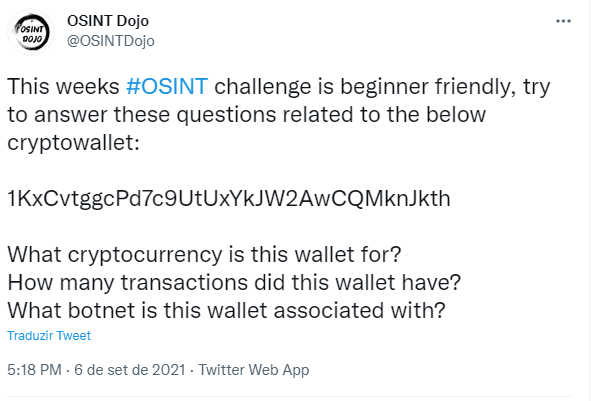 OSINT DOJO
OSINT Dojo
@OSINTDojo
This weeks #OSINT challenge is beginner friendly, try
to answer these questions related to the below
cryptowallet:
1KxCvtggcPd7c9UtUxYkJW2AwCQMknJkth
What cryptocurrency is this wallet for?
How many transactions did this wallet have?
What botnet is this wallet associated with?
Traduzir Tweet
5:18 PM · 6 de set de 2021 · Twitter Web App